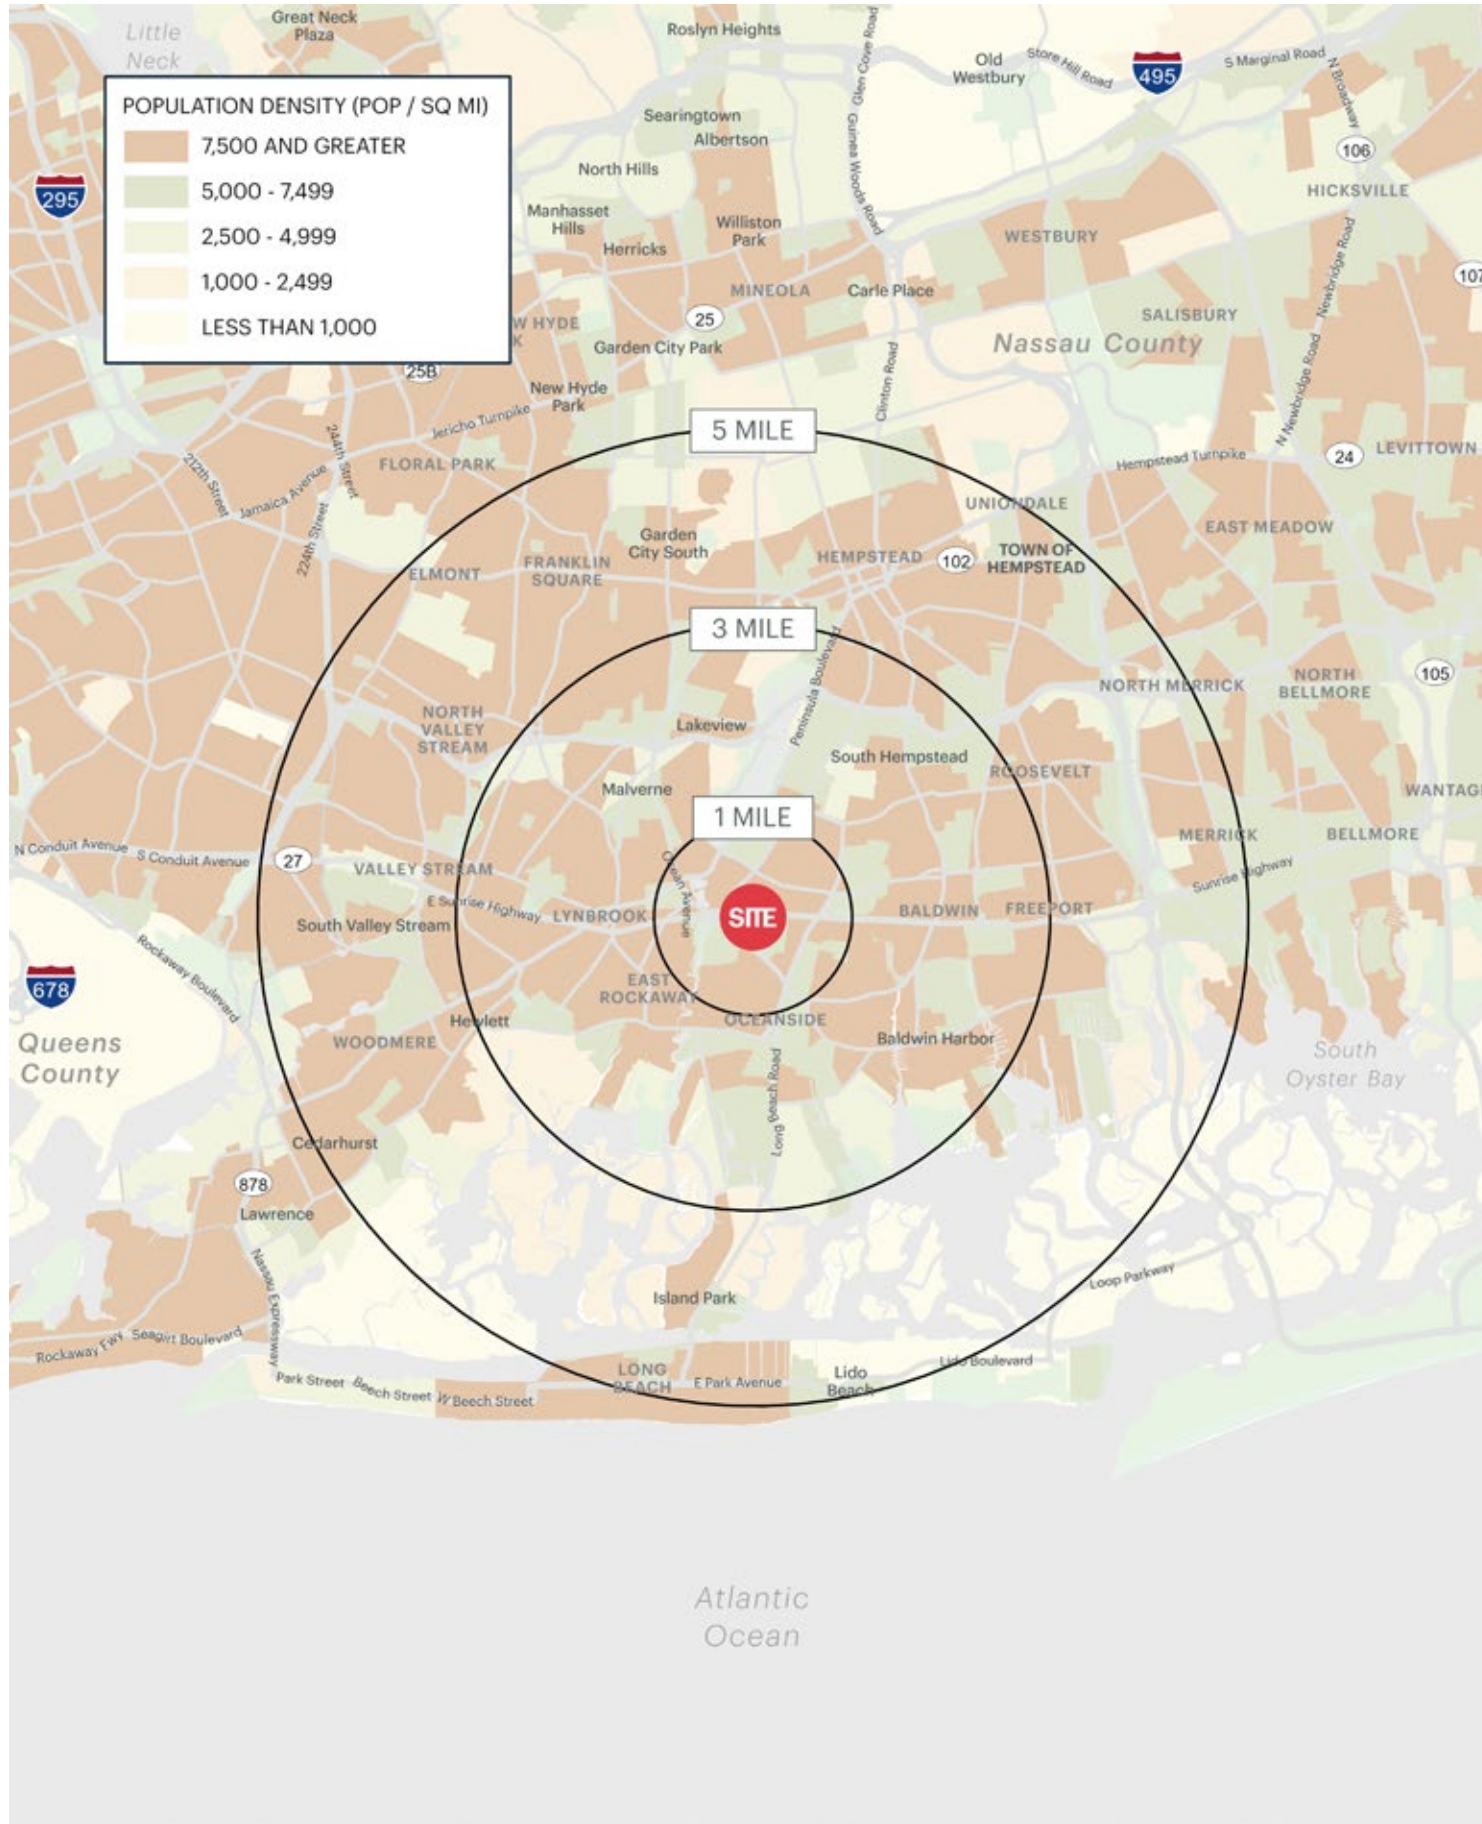 Little
Neck
Great Neck
Plaza
Roslyn Heights
Glen Cove Road
Old
Westbury
Store Hill Road
495
S Marginal Road
N Broadway
POPULATION DENSITY (POP / SQ MI)
7,500 AND GREATER
5,000 - 7,499
2,500 - 4,999
1,000 - 2,499
LESS THAN 1,000
295
Searingtown
Albertson
North Hills
Guinea Woods Road
106
HICKSVILLE
Manhasset
Hills
Herricks
Williston
Park
WESTBURY
Newbridge Road
107
MINEOLA
Carle Place
SALISBURY
W HYDE
K
25
Nassau County
Garden City Park
25B
New Hyde
Park
Clinton Road
N Newbridge Road
Jericho Turnpike
5 MILE
244th Street
212th Street
Jamaica Avenue
FLORAL PARK
Hempstead Turnpike
24
LEVITTOWN
224th Street
UNIONDALE
EAST MEADOW
Garden
City South
ELMONT
FRANKLIN
SQUARE
HEMPSTEAD
102
TOWN OF
HEMPSTEAD
3 MILE
Peninsula Boulevard
NORTH MERRICK
NORTH
BELLMORE
105
NORTH
VALLEY
STREAM
Lakeview
South Hempstead
ROOSEVELT
Malverne
WANTAG
1 MILE
MERRICK
BELLMORE
N Conduit Avenue
S Conduit Avenue
27
VALLEY STREAM
Ocean Avenue
Sunrise Highway
E Sunrise Highway
LYNBROOK
SITE
BALDWIN
FREEPORT
South Valley Stream
Rockaway Boulevard
678
EAST
ROCKAWAY
Hewlett
OCEANSIDE
WOODMERE
Baldwin Harbor
Queens
County
South
Oyster Bay
Long Beach Road
Cedarhurst
878
Lawrence
Nassau Expressway
Island Park
Loop Parkway
Rockaway Fwy
Seagirt Boulevard
Park Street
Beech Street
W Beech Street
LONG
BEACH
E Park Avenue
Lido
Beach
Lido Boulevard
Atlantic
Ocean